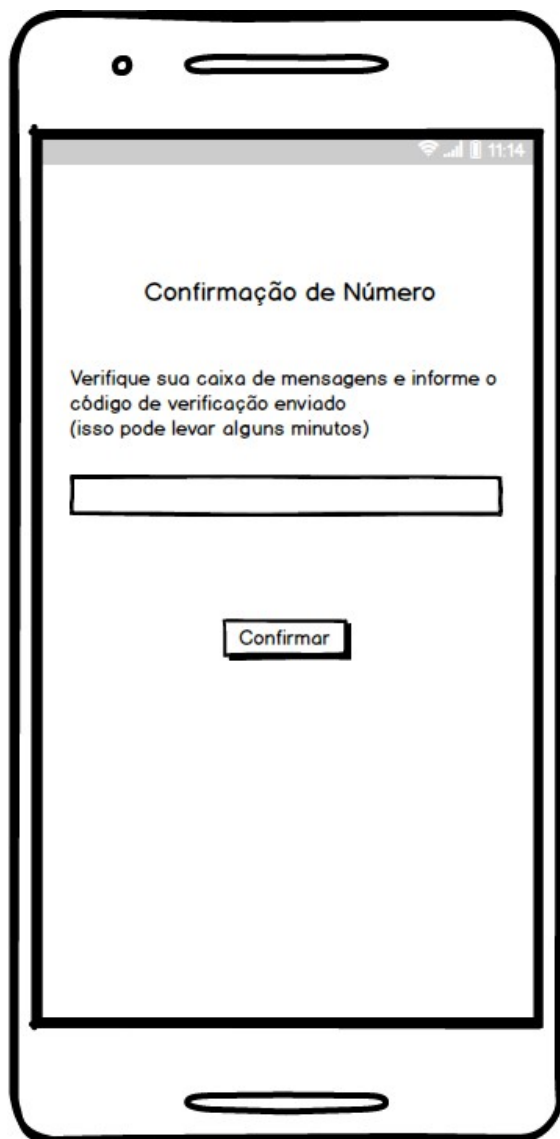 11:14
Confirmação de Número
Verifique sua caixa de mensagens e informe o
código de verificação enviado
(isso pode levar alguns minutos)
Confirmar